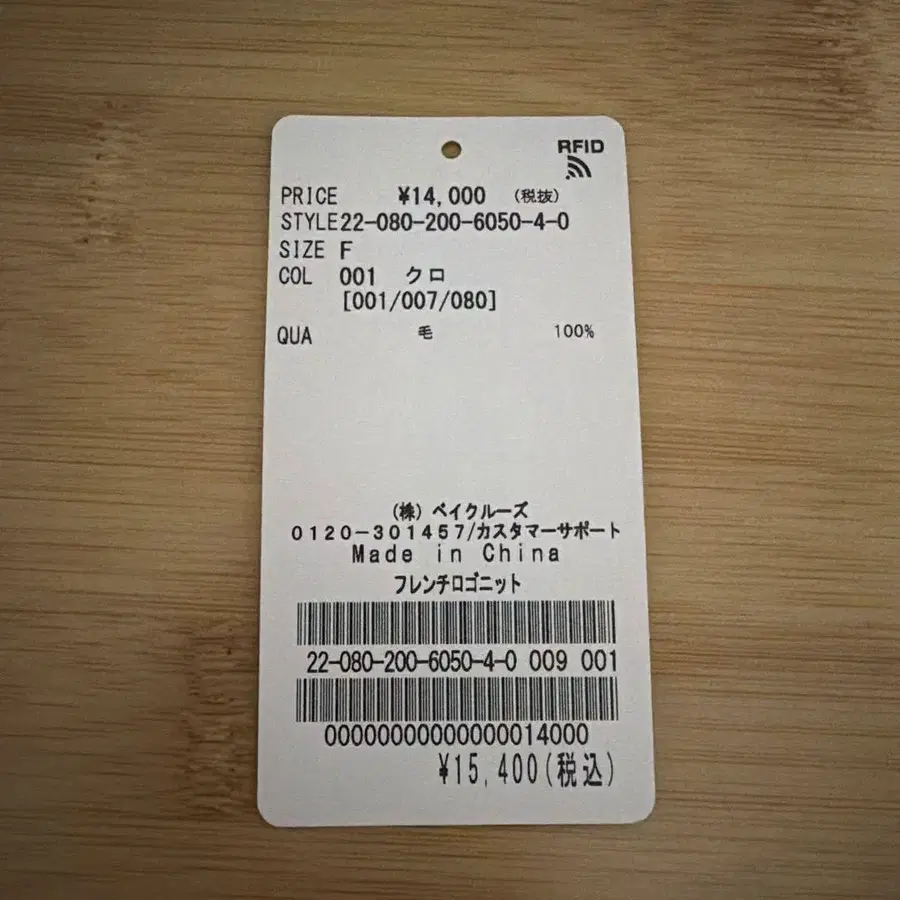 RFID
PRICE ¥14,000 (税抜)
STYLE22-080-200-6050-4-0
SIZE F
COL 001 クロ
[001/007/080]
QUA 毛 100%
(株) ベイクルーズ
0120-301457/カスタマーサポート
Made in China
フレンチロゴニット
22-080-200-6050-4-0 009 001
00000000000000014000
¥15,400(税込)